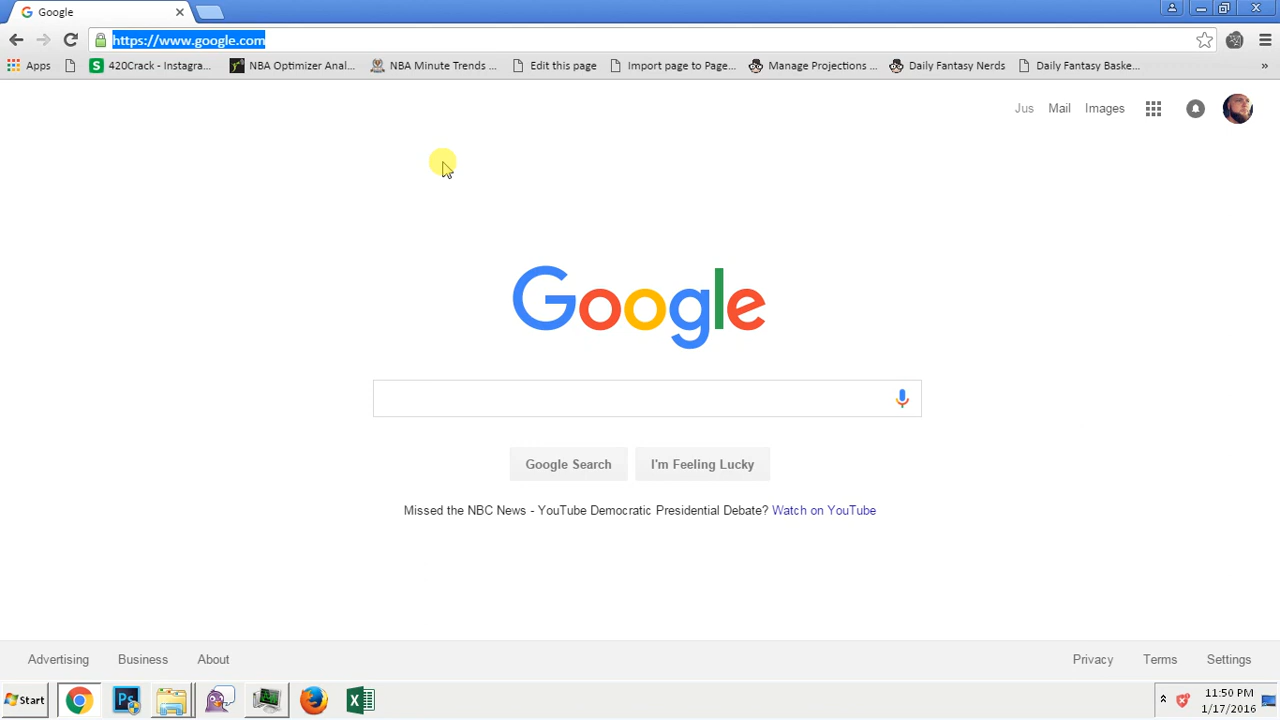 Google
https://www.google.com
Apps 420Crack - Instagra... NBA Optimizer Anal... NBA Minute Trends ... Edit this page Import page to Page... Manage Projections ... Daily Fantasy Nerds Daily Fantasy Baske... »
Jus Mail Images
Google
Google Search I'm Feeling Lucky
Missed the NBC News - YouTube Democratic Presidential Debate? Watch on YouTube
Advertising Business About Privacy Terms Settings
Start Ps 11:50 PM
1/17/2016